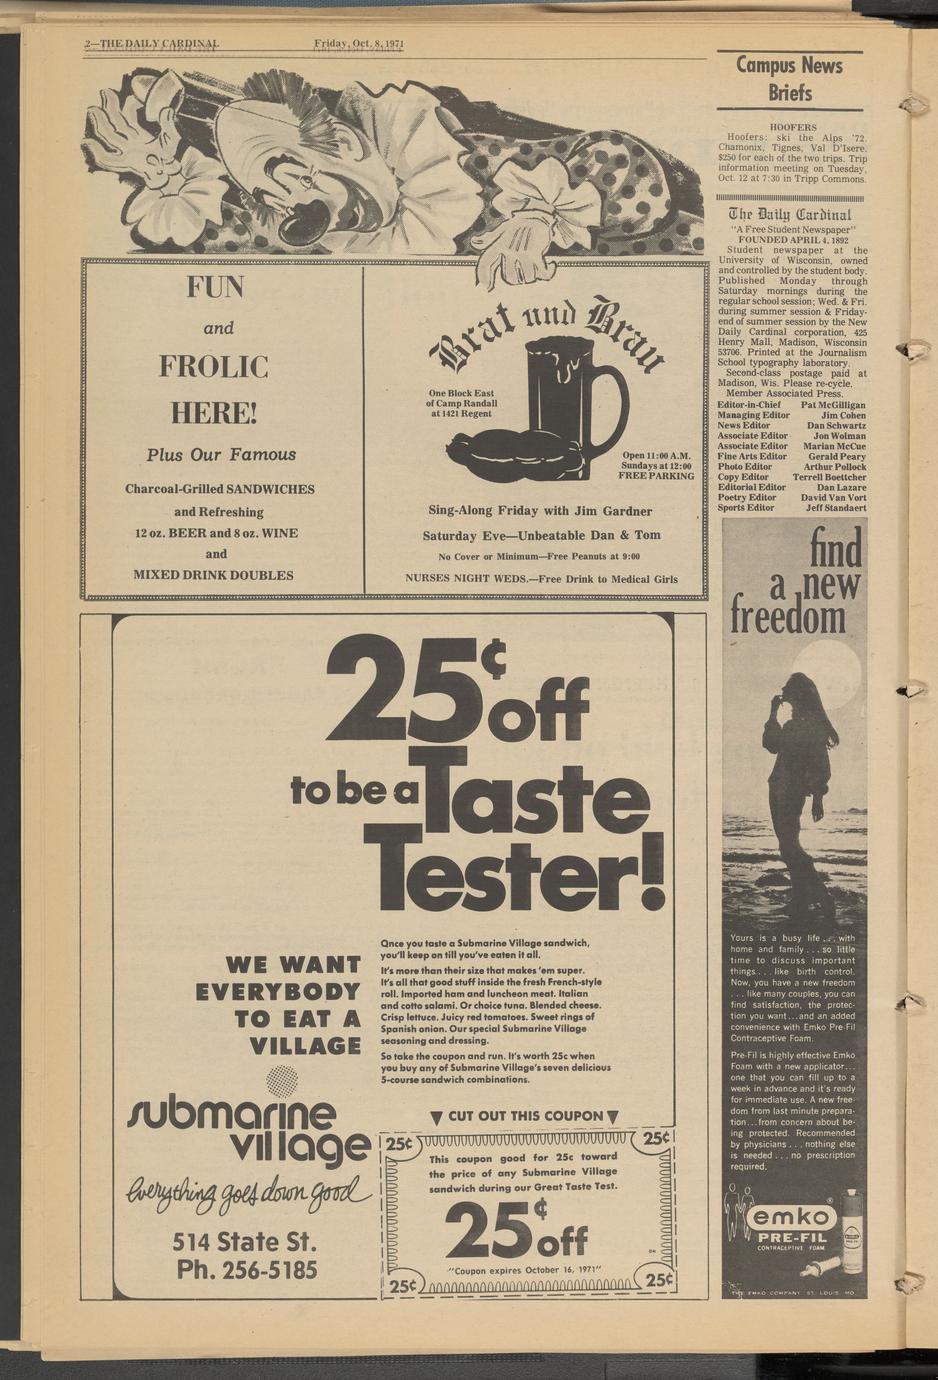 2—THE DAILY CARDINAL
Friday, Oct. 8, 1971
FUN
and
FROLIC
HERE!
Plus Our Famous
Charcoal-Grilled SANDWICHES
and Refreshing
12 oz. BEER and 8 oz. WINE
and
MIXED DRINK DOUBLES
Brat und Brau
One Block East
of Camp Randall
at 1421 Regent
Open 11:00 A.M.
Sundays at 12:00
FREE PARKING
Sing-Along Friday with Jim Gardner
Saturday Eve—Unbeatable Dan & Tom
No Cover or Minimum—Free Peanuts at 9:00
NURSES NIGHT WEDS.—Free Drink to Medical Girls
25¢ off
to be a Taste
Tester!
WE WANT
EVERYBODY
TO EAT A
VILLAGE
submarine
village
everything goes down good
514 State St.
Ph. 256-5185
Once you taste a Submarine Village sandwich,
you'll keep on till you've eaten it all.
It's more than their size that makes 'em super.
It's all that good stuff inside the fresh French-style
roll. Imported ham and luncheon meat. Italian
and cotto salami. Or choice tuna. Blended cheese.
Crisp lettuce. Juicy red tomatoes. Sweet rings of
Spanish onion. Our special Submarine Village
seasoning and dressing.
So take the coupon and run. It's worth 25c when
you buy any of Submarine Village's seven delicious
5-course sandwich combinations.
CUT OUT THIS COUPON
25¢
25¢
This coupon good for 25c toward
the price of any Submarine Village
sandwich during our Great Taste Test.
25¢ off
"Coupon expires October 16, 1971"
25¢
25¢
Campus News
Briefs
HOOFERS
Hoofers: ski the Alps '72.
Chamonix, Tignes, Val D'Isere.
$250 for each of the two trips. Trip
information meeting on Tuesday,
Oct. 12 at 7:30 in Tripp Commons.
The Daily Cardinal
"A Free Student Newspaper"
FOUNDED APRIL 4, 1892
Student newspaper at the
University of Wisconsin, owned
and controlled by the student body.
Published Monday through
Saturday mornings during the
regular school session; Wed. & Fri.
during summer session & Friday-
end of summer session by the New
Daily Cardinal corporation, 425
Henry Mall, Madison, Wisconsin
53706. Printed at the Journalism
School typography laboratory.
Second-class postage paid at
Madison, Wis. Please re-cycle.
Member Associated Press.
Editor-in-Chief Pat McGilligan
Managing Editor Jim Cohen
News Editor Dan Schwartz
Associate Editor Jon Wolman
Associate Editor Marian McCue
Fine Arts Editor Gerald Peary
Photo Editor Arthur Pollock
Copy Editor Terrell Boettcher
Editorial Editor Dan Lazare
Poetry Editor David Van Vort
Sports Editor Jeff Standaert
find
a new
freedom
Yours is a busy life . . . with
home and family . . . so little
time to discuss important
things. . . like birth control.
Now, you have a new freedom
. . . like many couples, you can
find satisfaction, the protec-
tion you want . . . and an added
convenience with Emko Pre-Fil
Contraceptive Foam.
Pre-Fil is highly effective Emko
Foam with a new applicator. . .
one that you can fill up to a
week in advance and it's ready
for immediate use. A new free-
dom from last minute prepara-
tion . . . from concern about be-
ing protected. Recommended
by physicians . . . nothing else
is needed . . . no prescription
required.
emko®
PRE-FIL
CONTRACEPTIVE FOAM
THE EMKO COMPANY ST. LOUIS, MO.